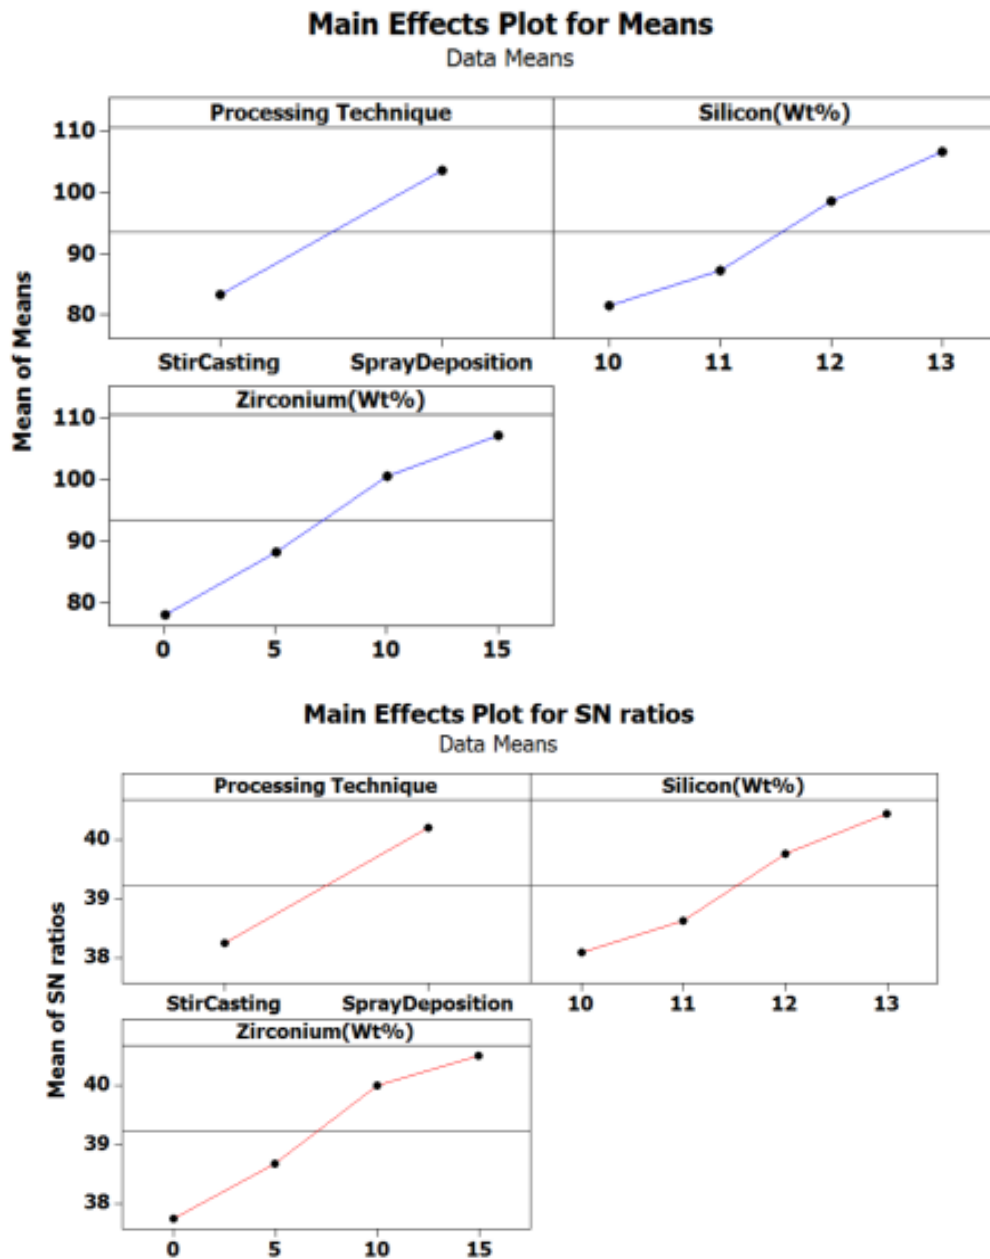 Main Effects Plot for Means
Data Means
Processing Technique
Silicon(Wt%)
110
100
90
80
StirCasting
SprayDeposition
10
11
12
13
Mean of Means
Zirconium(Wt%)
110
100
90
80
0
5
10
15
Main Effects Plot for SN ratios
Data Means
Processing Technique
Silicon(Wt%)
40
39
38
StirCasting
SprayDeposition
10
11
12
13
Mean of SN ratios
Zirconium(Wt%)
40
39
38
0
5
10
15